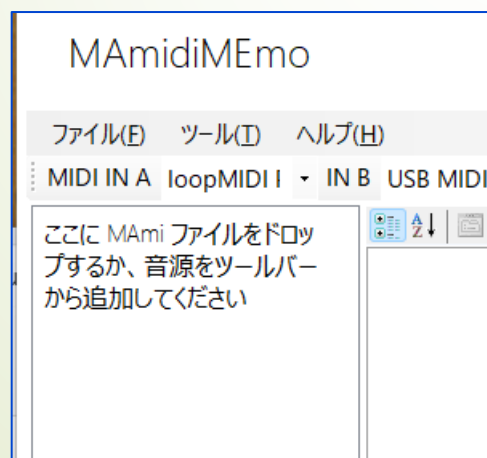 MAmidiMEmo
ファイル(F) ツール(T) ヘルプ(H)
MIDI IN A loopMIDI IN B USB MIDI
ここに MAmi ファイルをドロッ
プするか、音源をツールバー
から追加してください